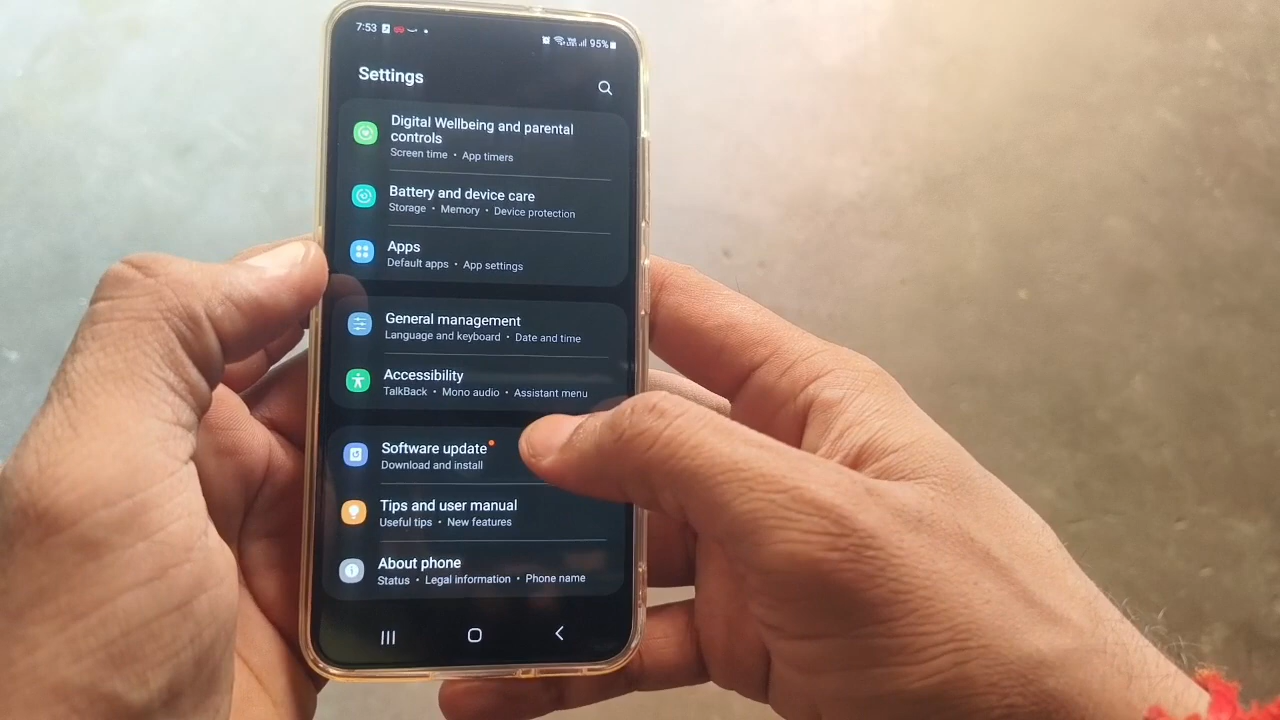 7:53
95%
Settings
Digital Wellbeing and parental
controls
Screen time • App timers
Battery and device care
Storage • Memory • Device protection
Apps
Default apps • App settings
General management
Language and keyboard • Date and time
Accessibility
TalkBack • Mono audio • Assistant menu
Software update
Download and install
Tips and user manual
Useful tips • New features
About phone
Status • Legal information • Phone name